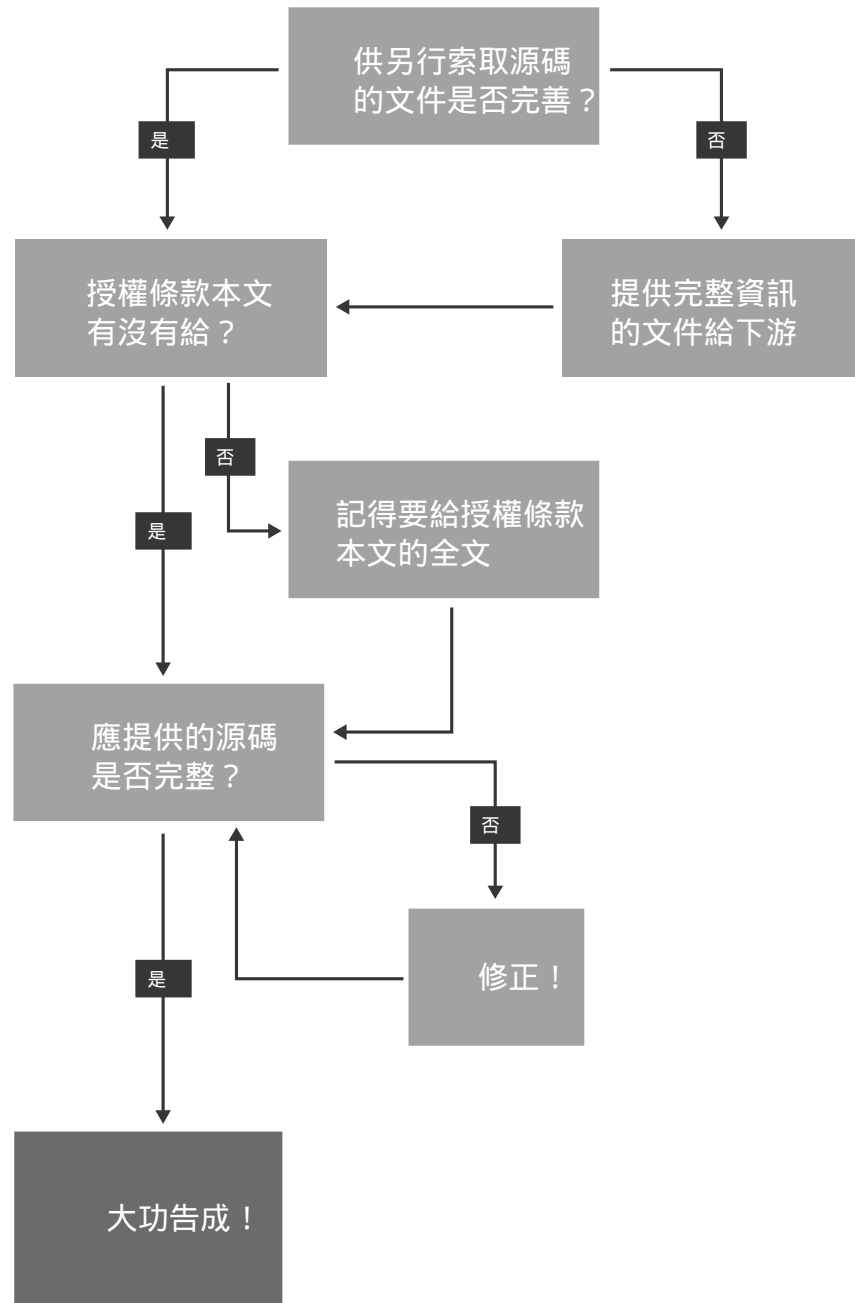 供另行索取源碼
的文件是否完善？
是
否
授權條款本文
有沒有給？
提供完整資訊
的文件給下游
否
是
記得要給授權條款
本文的全文
應提供的源碼
是否完整？
否
修正！
是
大功告成！